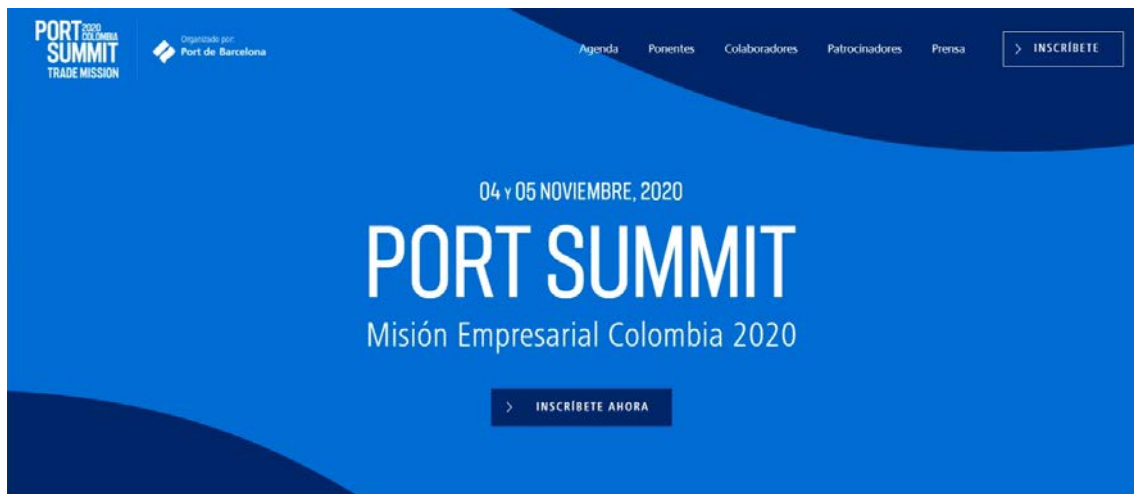 PORT 2020 COLOMBIA
SUMMIT
TRADE MISSION
Organizado por:
Port de Barcelona
Agenda Ponentes Colaboradores Patrocinadores Prensa > INSCRÍBETE
04 Y 05 NOVIEMBRE, 2020
PORT SUMMIT
Misión Empresarial Colombia 2020
> INSCRÍBETE AHORA